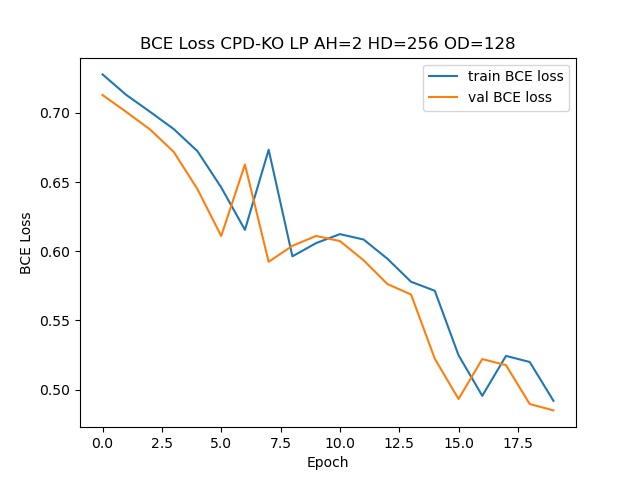 BCE Loss CPD-KO LP AH=2 HD=256 OD=128
train BCE loss
val BCE loss
BCE Loss
0.70
0.65
0.60
0.55
0.50
0.0 2.5 5.0 7.5 10.0 12.5 15.0 17.5
Epoch